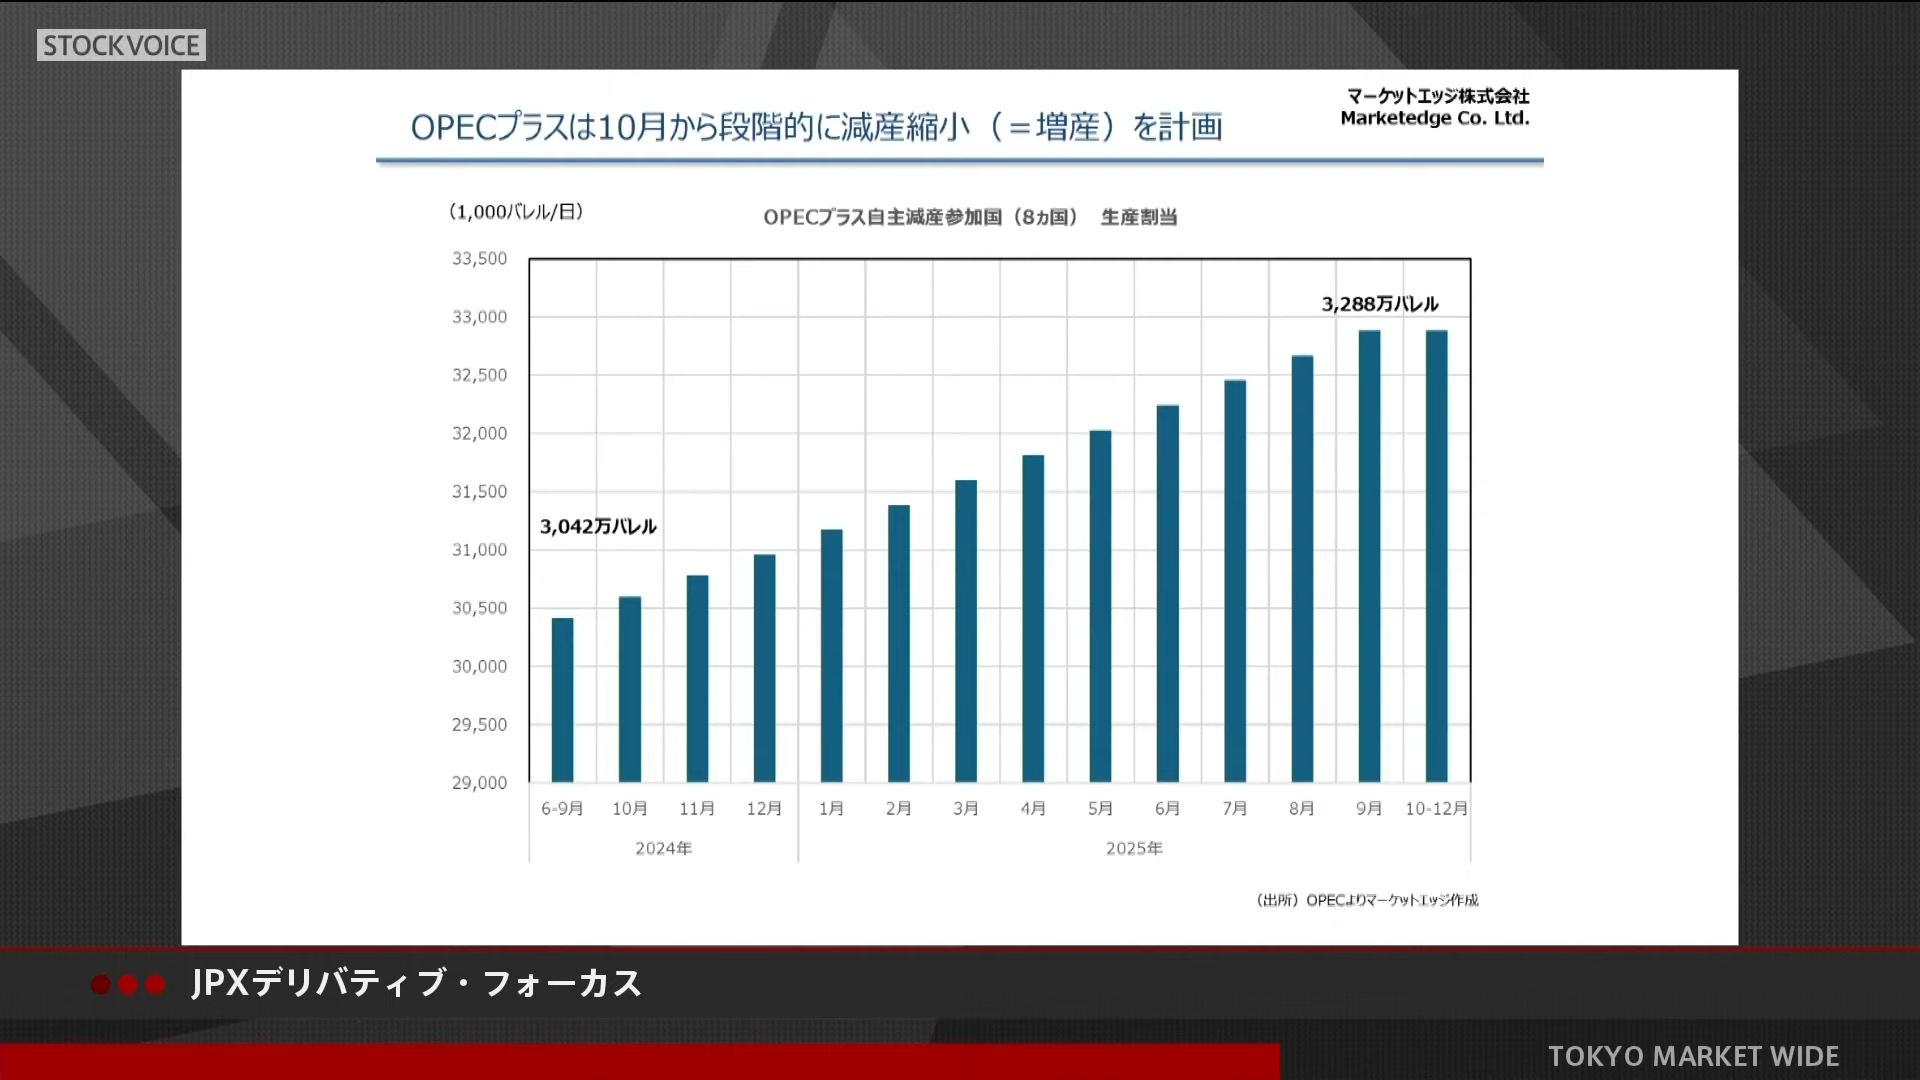 STOCKVOICE
マーケットエッジ株式会社
Marketedge Co. Ltd.
OPECプラスは10月から段階的に減産縮小（＝増産）を計画
（1,000バレル/日）
OPECプラス自主減産参加国（8ヵ国）　生産割当
33,500
33,000
32,500
32,000
31,500
31,000
30,500
30,000
29,500
29,000
3,042万バレル
3,288万バレル
6-9月 10月 11月 12月 1月 2月 3月 4月 5月 6月 7月 8月 9月 10-12月
2024年 2025年
（出所）OPECよりマーケットエッジ作成
JPXデリバティブ・フォーカス
TOKYO MARKET WIDE